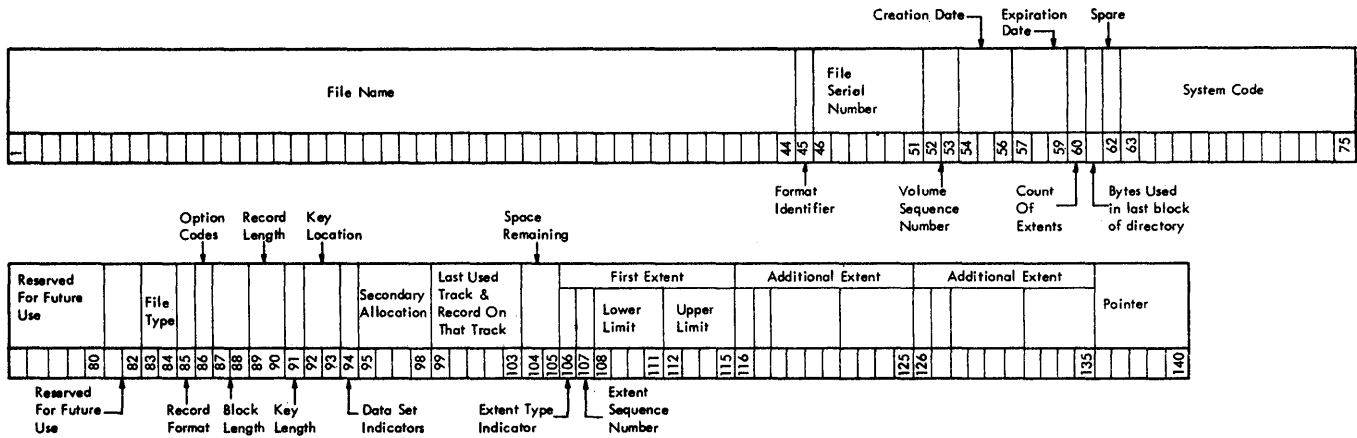 Creation Date
Expiration
Date
Spare
File Name
File
Serial
Number
System Code
1
44
45
46
51
52
53
54
56
57
59
60
62
63
75
Format
Identifier
Volume
Sequence
Number
Count
Of
Extents
Bytes Used
in last block
of directory
Option
Codes
Record
Length
Key
Location
Space
Remaining
Reserved
For Future
Use
File
Type
Secondary
Allocation
Last Used
Track &
Record On
That Track
First Extent
Lower
Limit
Upper
Limit
Additional Extent
Additional Extent
Pointer
80
82
83
84
85
86
87
88
89
90
91
92
93
94
95
98
99
103
104
105
106
107
108
111
112
115
116
125
126
135
140
Reserved
For Future
Use
Record
Format
Block
Length
Key
Length
Data Set
Indicators
Extent Type
Indicator
Extent
Sequence
Number